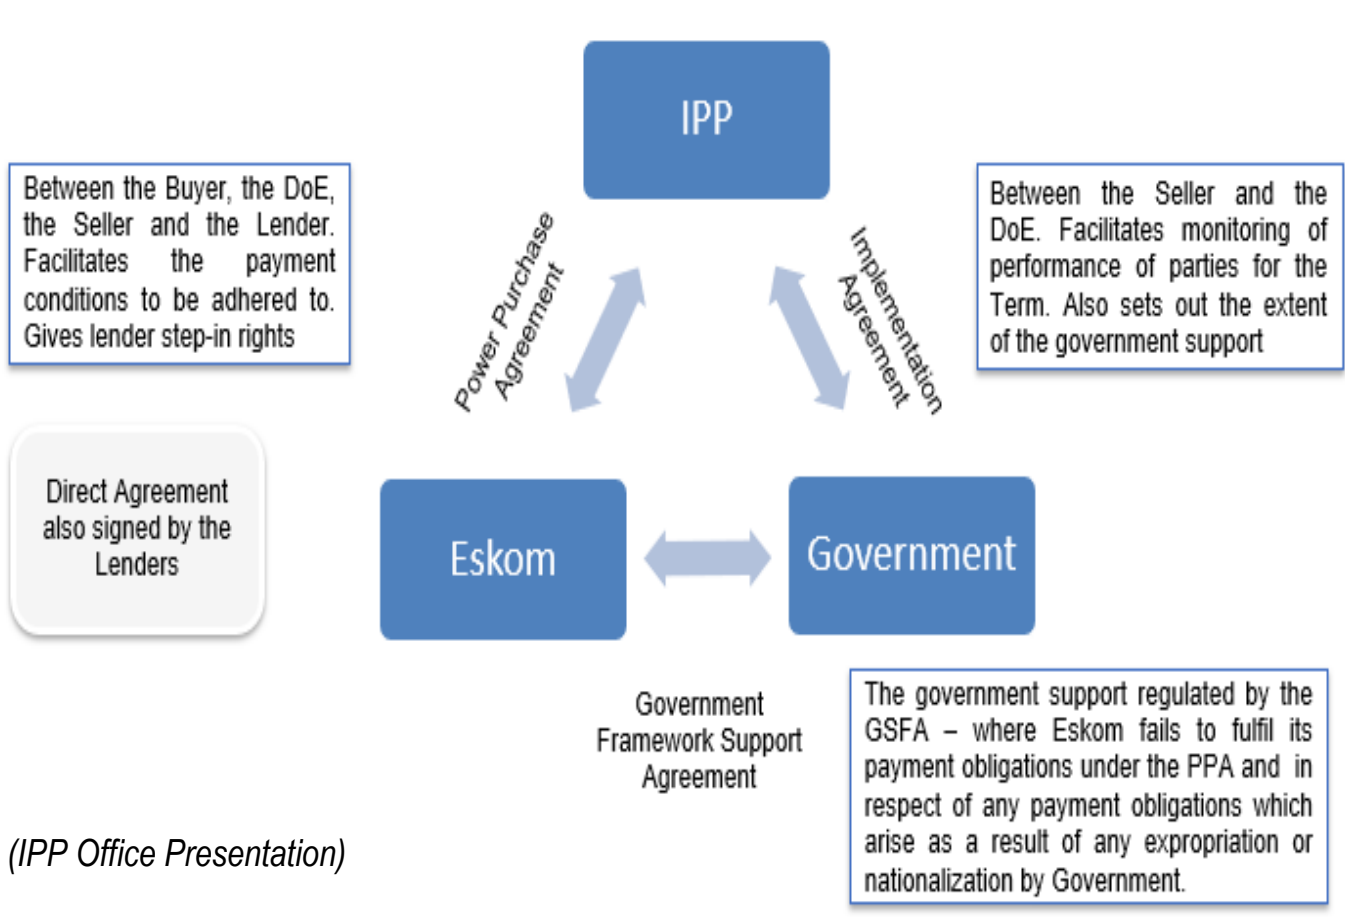 IPP
Between the Buyer, the DoE,
the Seller and the Lender.
Facilitates the payment
conditions to be adhered to.
Gives lender step-in rights
Power Purchase
Agreement
Implementation
Agreement
Between the Seller and the
DoE. Facilitates monitoring of
performance of parties for the
Term. Also sets out the extent
of the government support
Direct Agreement
also signed by the
Lenders
Eskom
Government
Government
Framework Support
Agreement
The government support regulated by the
GSFA – where Eskom fails to fulfil its
payment obligations under the PPA and in
respect of any payment obligations which
arise as a result of any expropriation or
nationalization by Government.
(IPP Office Presentation)